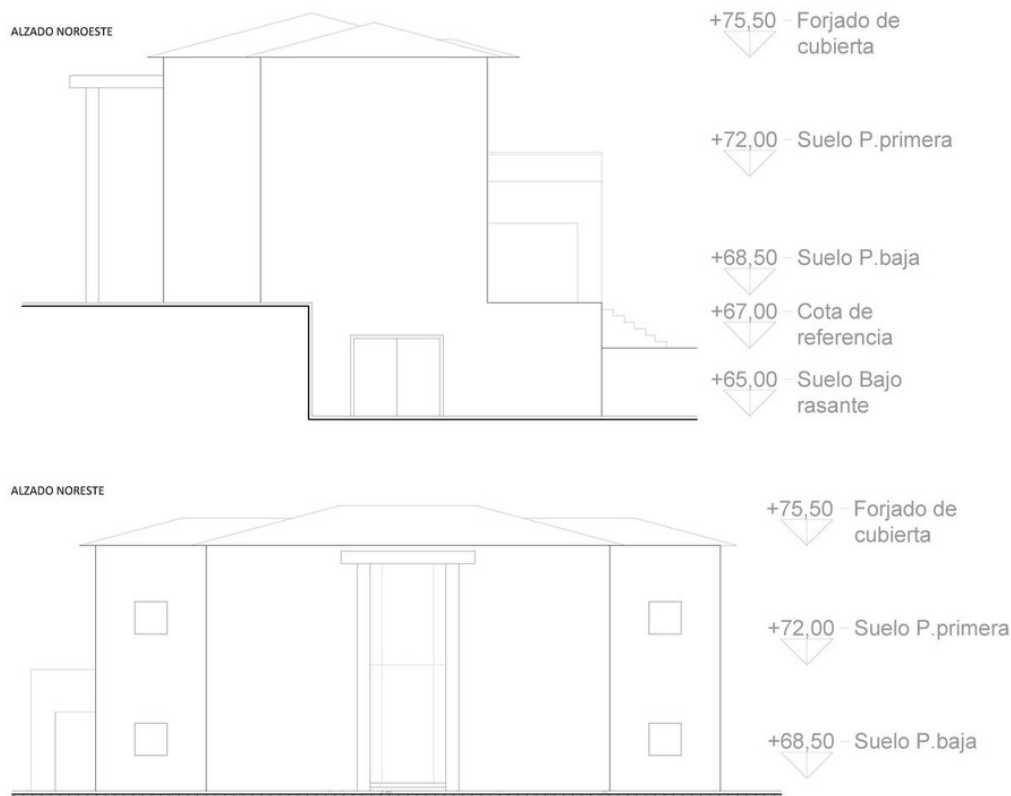 ALZADO NOROESTE
+75,50 Forjado de
cubierta
+72,00 Suelo P.primera
+68,50 Suelo P.baja
+67,00 Cota de
referencia
+65,00 Suelo Bajo
rasante
ALZADO NORESTE
+75,50 Forjado de
cubierta
+72,00 Suelo P.primera
+68,50 Suelo P.baja